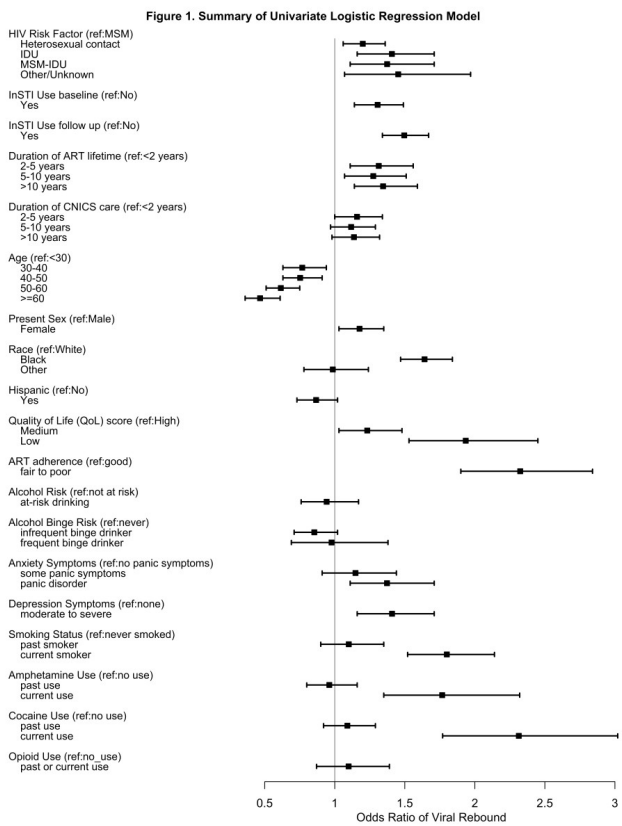 Figure 1. Summary of Univariate Logistic Regression Model
HIV Risk Factor (ref:MSM)
Heterosexual contact
IDU
MSM-IDU
Other/Unknown
InSTI Use baseline (ref:No)
Yes
InSTI Use follow up (ref:No)
Yes
Duration of ART lifetime (ref:<2 years)
2-5 years
5-10 years
>10 years
Duration of CNICS care (ref:<2 years)
2-5 years
5-10 years
>10 years
Age (ref:<30)
30-40
40-50
50-60
>=60
Present Sex (ref:Male)
Female
Race (ref:White)
Black
Other
Hispanic (ref:No)
Yes
Quality of Life (QoL) score (ref:High)
Medium
Low
ART adherence (ref:good)
fair to poor
Alcohol Risk (ref:not at risk)
at-risk drinking
Alcohol Binge Risk (ref:never)
infrequent binge drinker
frequent binge drinker
Anxiety Symptoms (ref:no panic symptoms)
some panic symptoms
panic disorder
Depression Symptoms (ref:none)
moderate to severe
Smoking Status (ref:never smoked)
past smoker
current smoker
Amphetamine Use (ref:no use)
past use
current use
Cocaine Use (ref:no use)
past use
current use
Opioid Use (ref:no_use)
past or current use
0.5 1 1.5 2 2.5 3
Odds Ratio of Viral Rebound